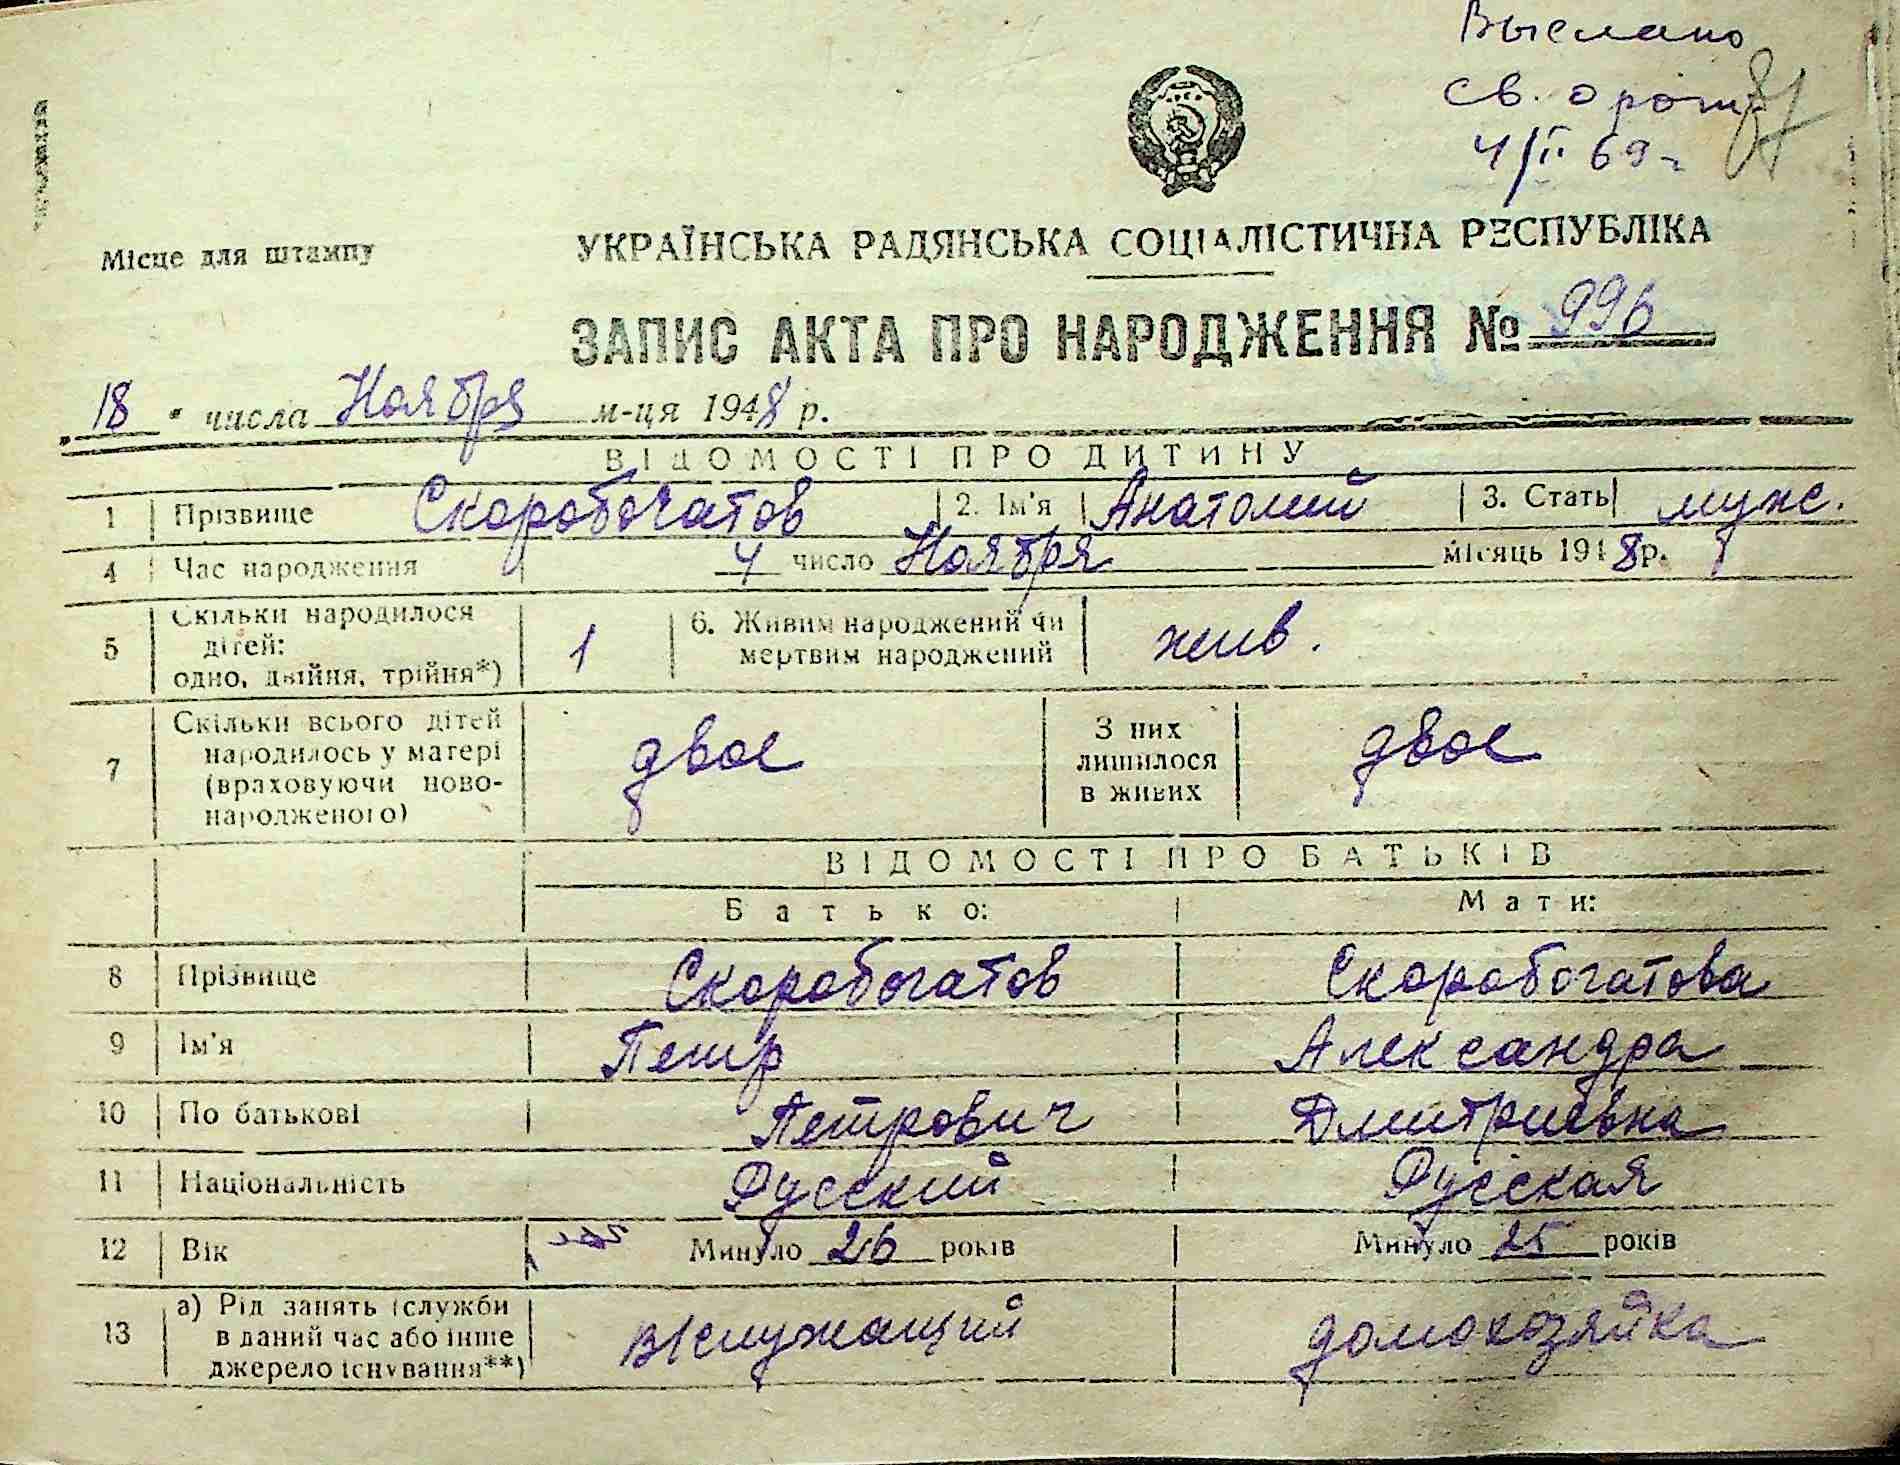 Выслано
св. о рожд.
4/II 69 г
Місце для штампу
УКРАЇНСЬКА РАДЯНСЬКА СОЦІАЛІСТИЧНА РЕСПУБЛІКА
ЗАПИС АКТА ПРО НАРОДЖЕННЯ № 996
18 " числа Ноября м-ця 1948 р.
ВІДОМОСТІ ПРО ДИТИНУ
1 Прізвище Скоробогатов 2. Ім'я Анатолий 3. Стать мужс.
4 Час народження 4 число Ноября місяць 1948 р.
5 Скільки народилося дітей: одно, двійня, трійня*) 1 6. Живим народжений чи мертвим народжений жив.
7 Скільки всього дітей народилось у матері (враховуючи ново-народженого) двое З них лишилося в живих двое
ВІДОМОСТІ ПРО БАТЬКІВ
Батько: Мати:
8 Прізвище Скоробогатов Скоробогатова
9 Ім'я Петр Александра
10 По батькові Петрович Дмитриевна
11 Національність Русский Русская
12 Вік Минуло 26 років Минуло 25 років
13 а) Рід занять (служби в даний час або інше джерело існування**) в/служащий домохозяйка